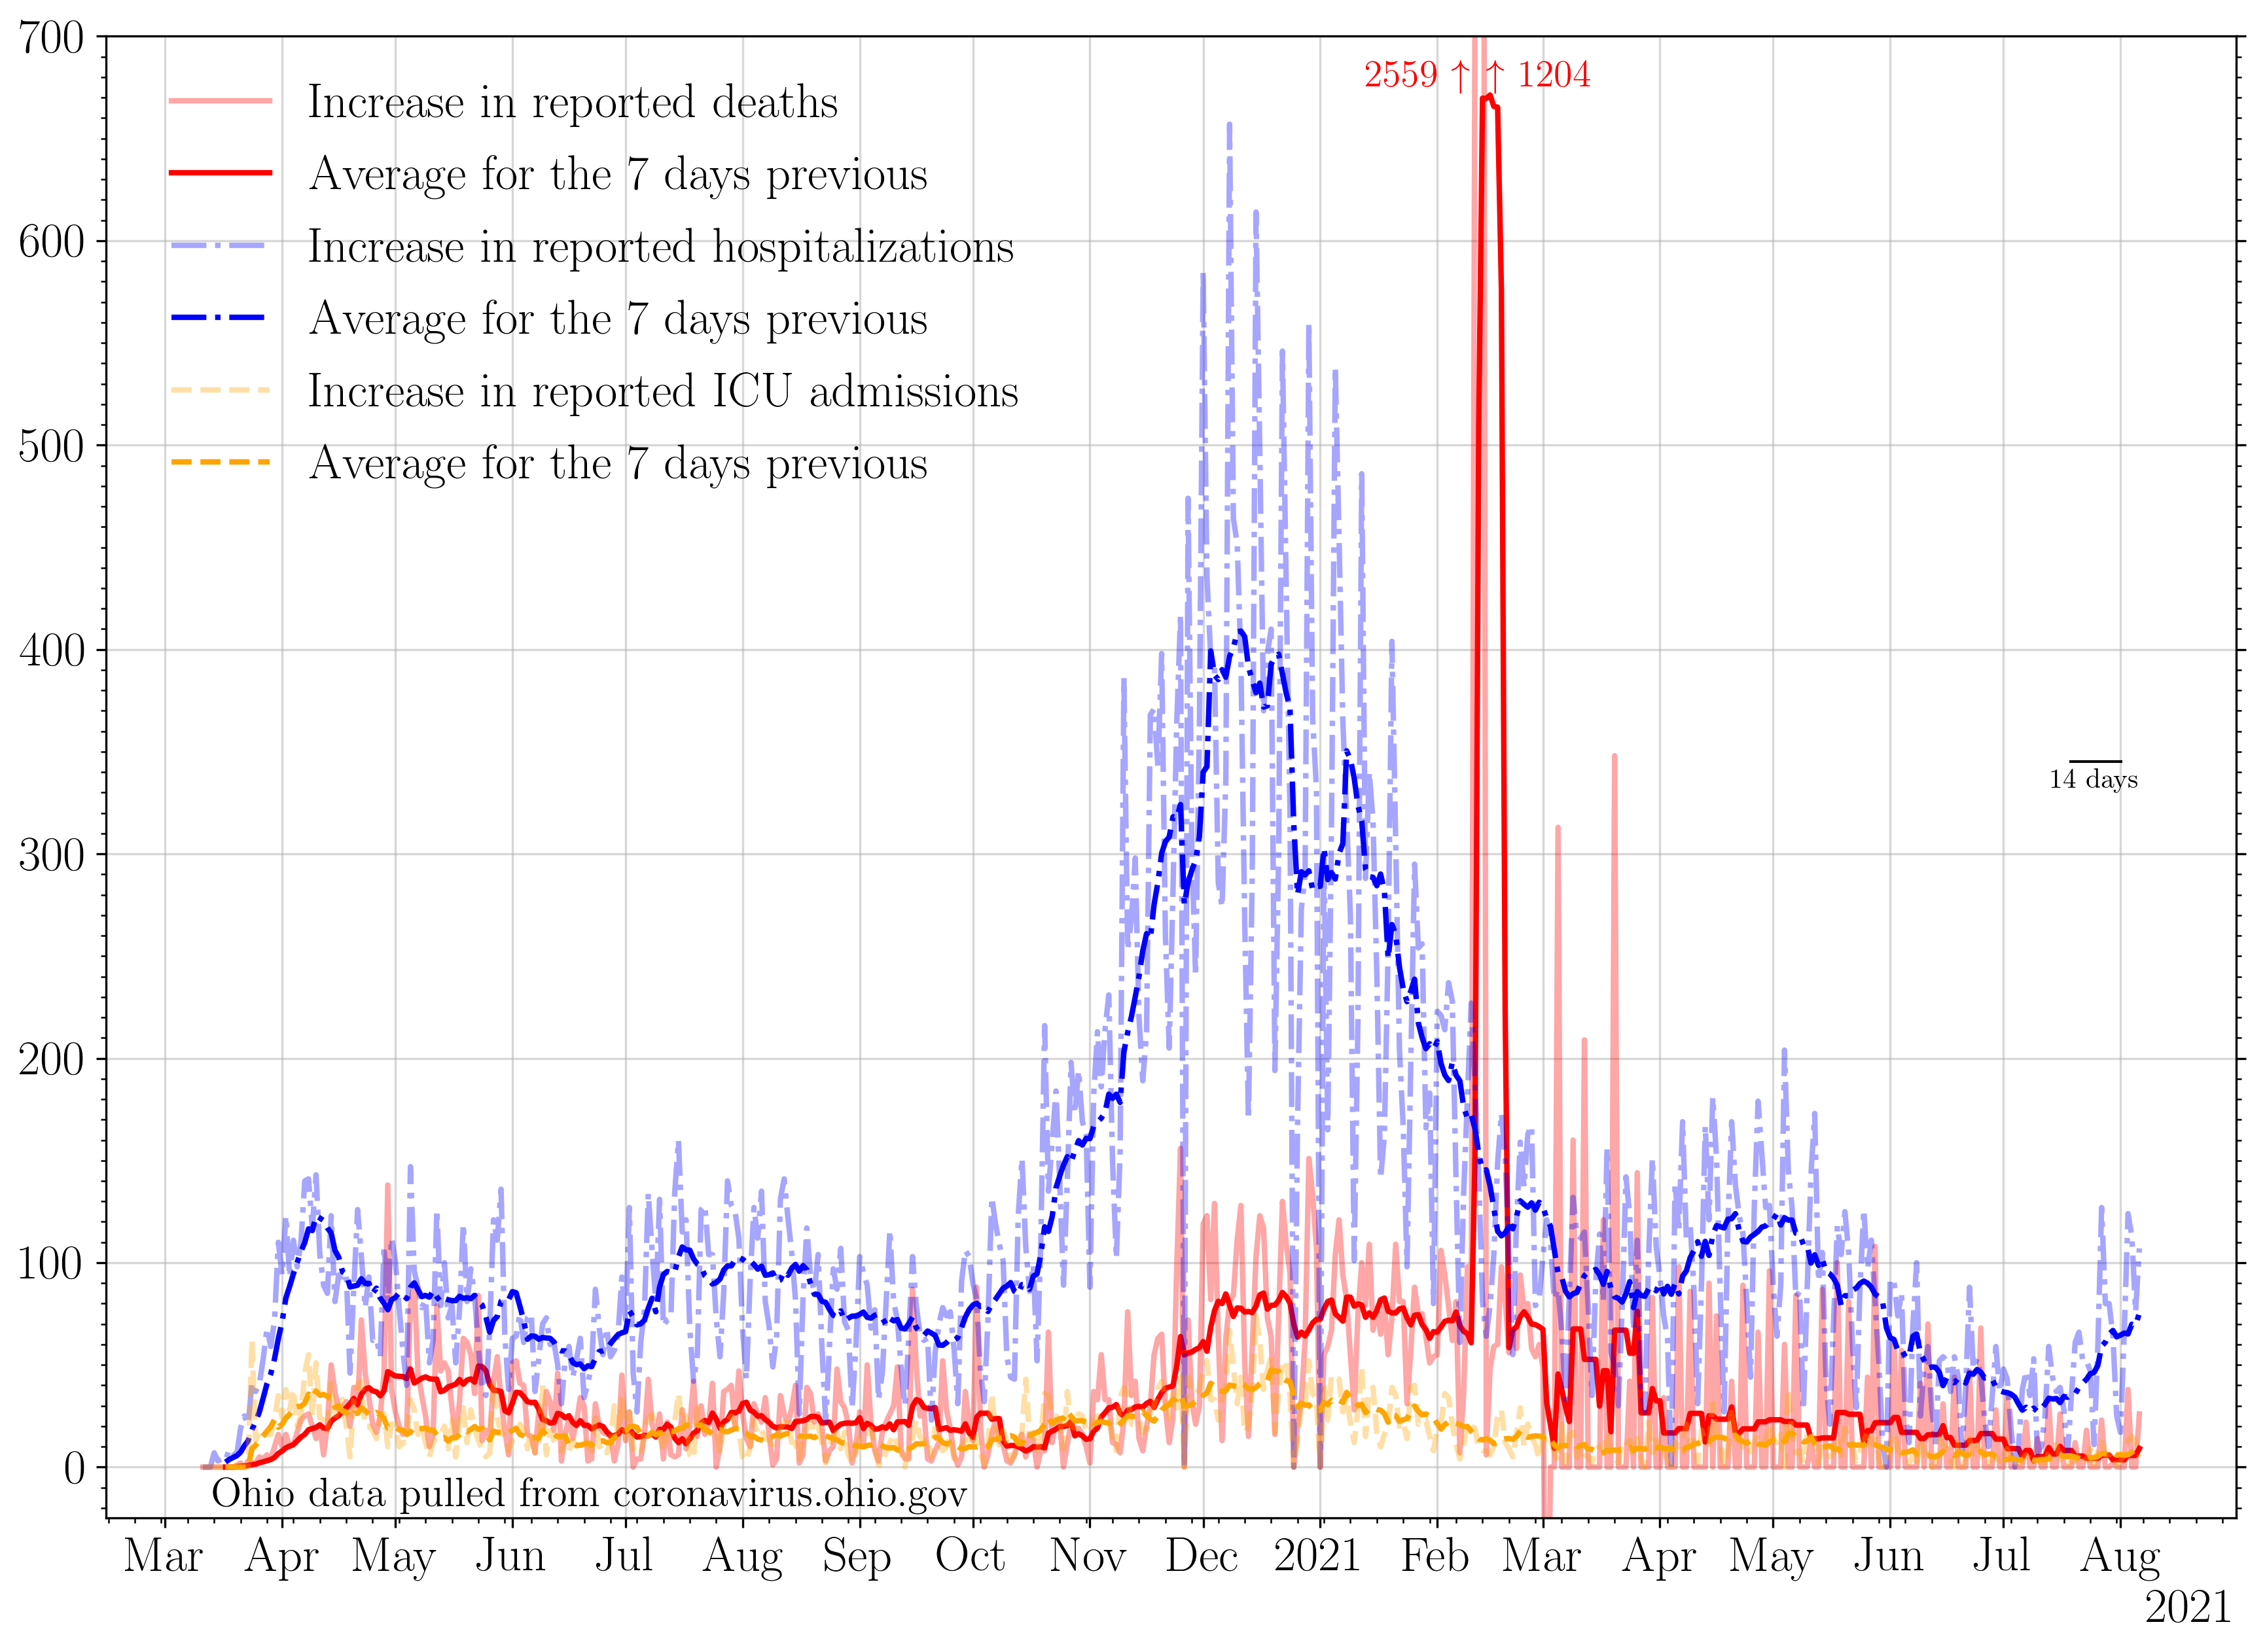 700
600
500
400
300
200
100
0
2559 ↑ ↑ 1204
Increase in reported deaths
Average for the 7 days previous
Increase in reported hospitalizations
Average for the 7 days previous
Increase in reported ICU admissions
Average for the 7 days previous
14 days
Ohio data pulled from coronavirus.ohio.gov
Mar Apr May Jun Jul Aug Sep Oct Nov Dec 2021 Feb Mar Apr May Jun Jul Aug
2021